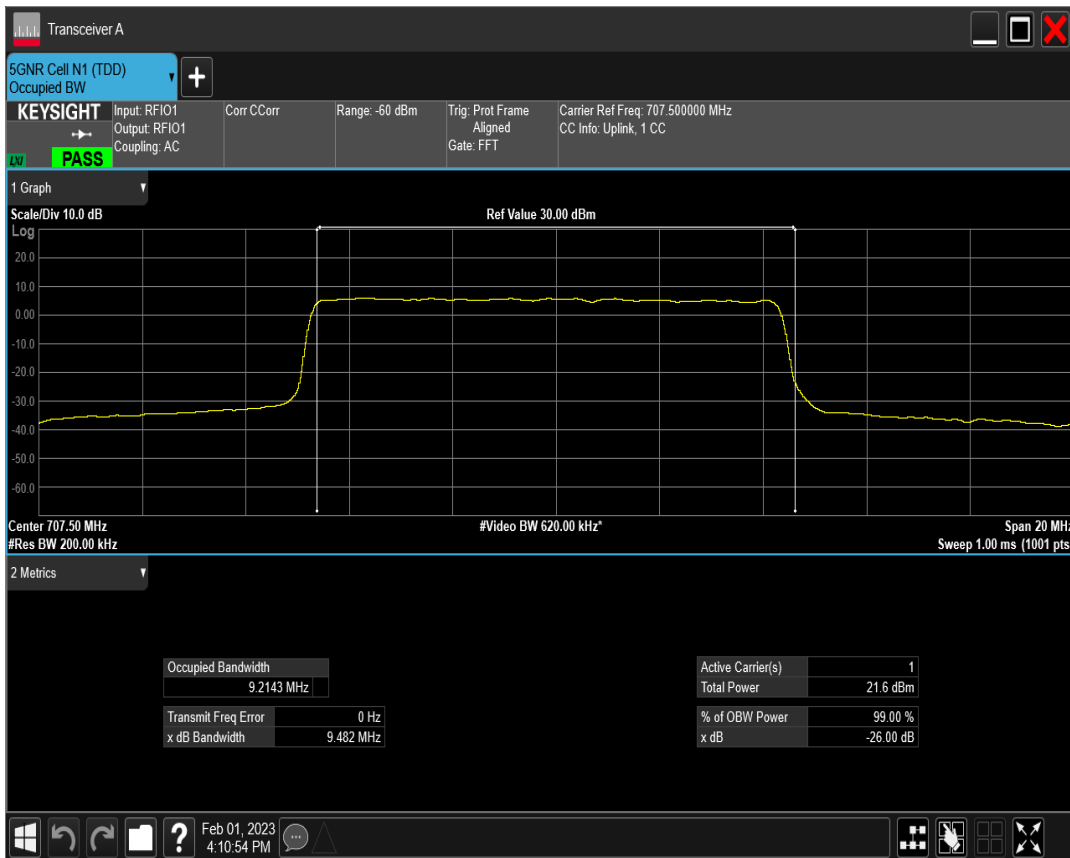 Transceiver A
5GNR Cell N1 (TDD)
Occupied BW
KEYSIGHT
LXI
PASS
Input: RFIO1
Output: RFIO1
Coupling: AC
Corr CCorr
Range: -60 dBm
Trig: Prot Frame
Aligned
Gate: FFT
Carrier Ref Freq: 707.500000 MHz
CC Info: Uplink, 1 CC
1 Graph
Scale/Div 10.0 dB
Ref Value 30.00 dBm
Log
20.0
10.0
0.00
-10.0
-20.0
-30.0
-40.0
-50.0
-60.0
Center 707.50 MHz
#Video BW 620.00 kHz*
Span 20 MHz
#Res BW 200.00 kHz
Sweep 1.00 ms (1001 pts
2 Metrics
Occupied Bandwidth
9.2143 MHz
Transmit Freq Error 0 Hz
x dB Bandwidth 9.482 MHz
Active Carrier(s) 1
Total Power 21.6 dBm
% of OBW Power 99.00 %
x dB -26.00 dB
?
Feb 01, 2023
4:10:54 PM